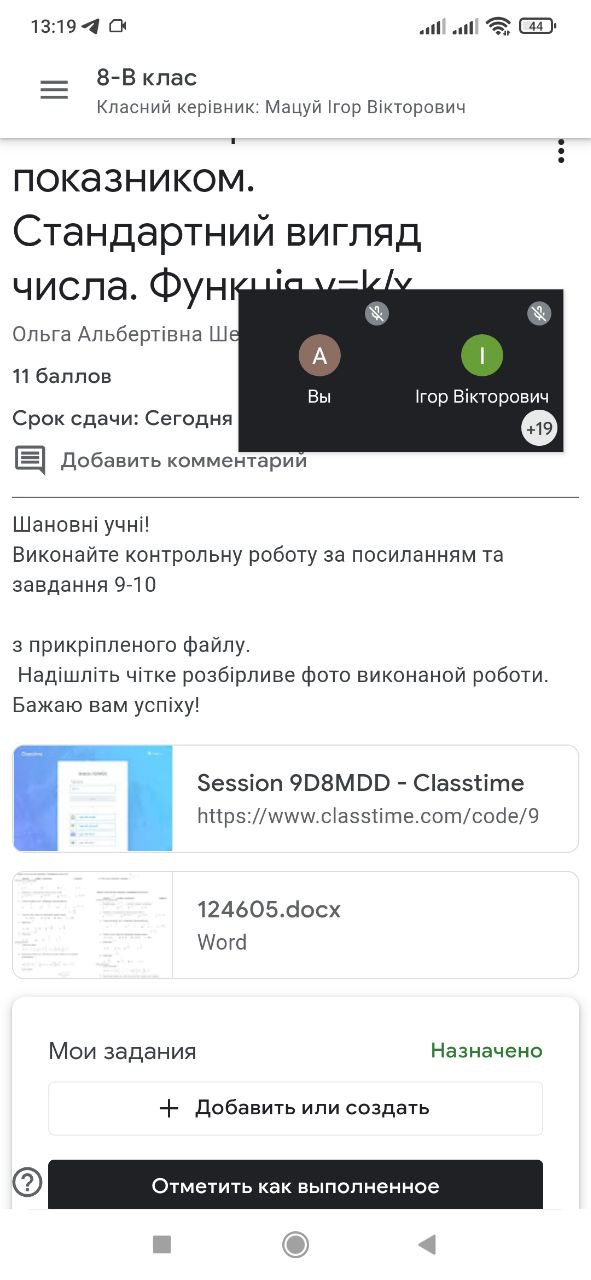 13:19
44
8-В клас
Класний керівник: Мацуй Ігор Вікторович
показником.
Стандартний вигляд
числа. Функція y=k/x
Ольга Альбертівна Ше
11 баллов
Срок сдачи: Сегодня
А
Вы
І
Ігор Вікторович
+19
Добавить комментарий
Шановні учні!
Виконайте контрольну роботу за посиланням та
завдання 9-10
з прикріпленого файлу.
Надішліть чітке розбірливе фото виконаної роботи.
Бажаю вам успіху!
Session 9D8MDD - Classtime
https://www.classtime.com/code/9
124605.docx
Word
Мои задания
Назначено
+ Добавить или создать
?
Отметить как выполненное